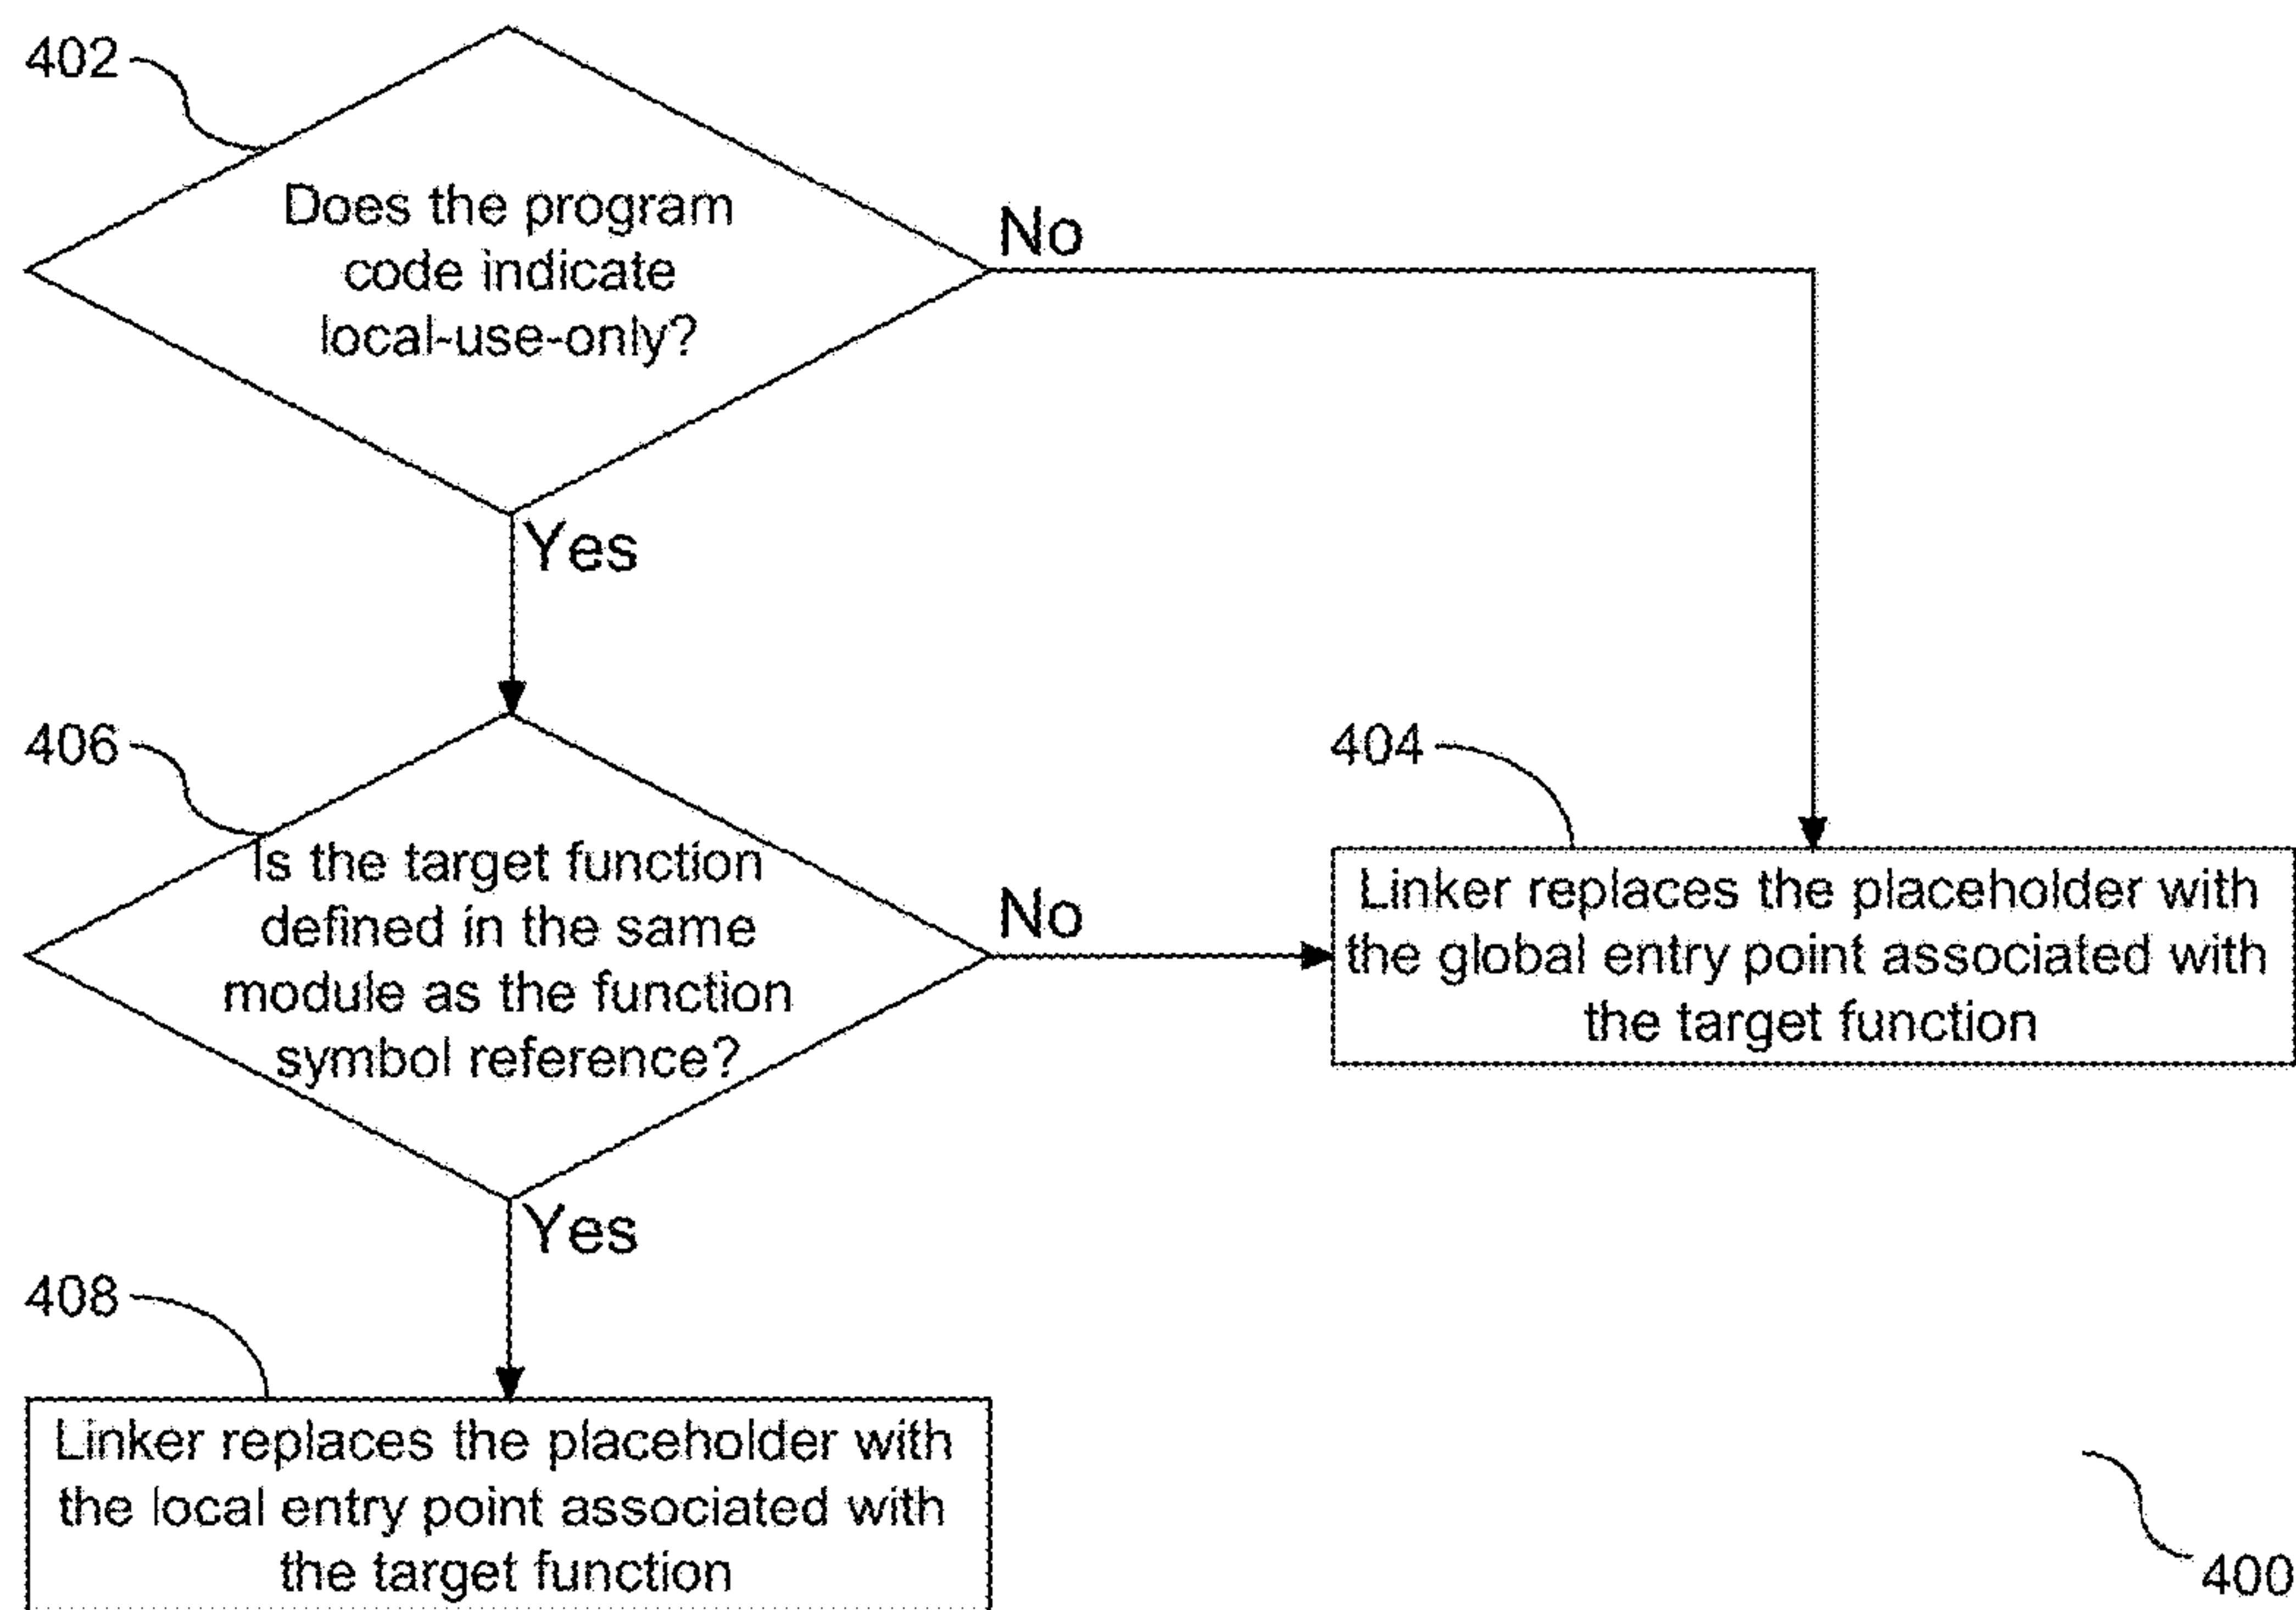 402
Does the program
code indicate
local-use-only?
No
Yes
406
Is the target function
defined in the same
module as the function
symbol reference?
No
404
Linker replaces the placeholder with
the global entry point associated with
the target function
Yes
408
Linker replaces the placeholder with
the local entry point associated with
the target function
400